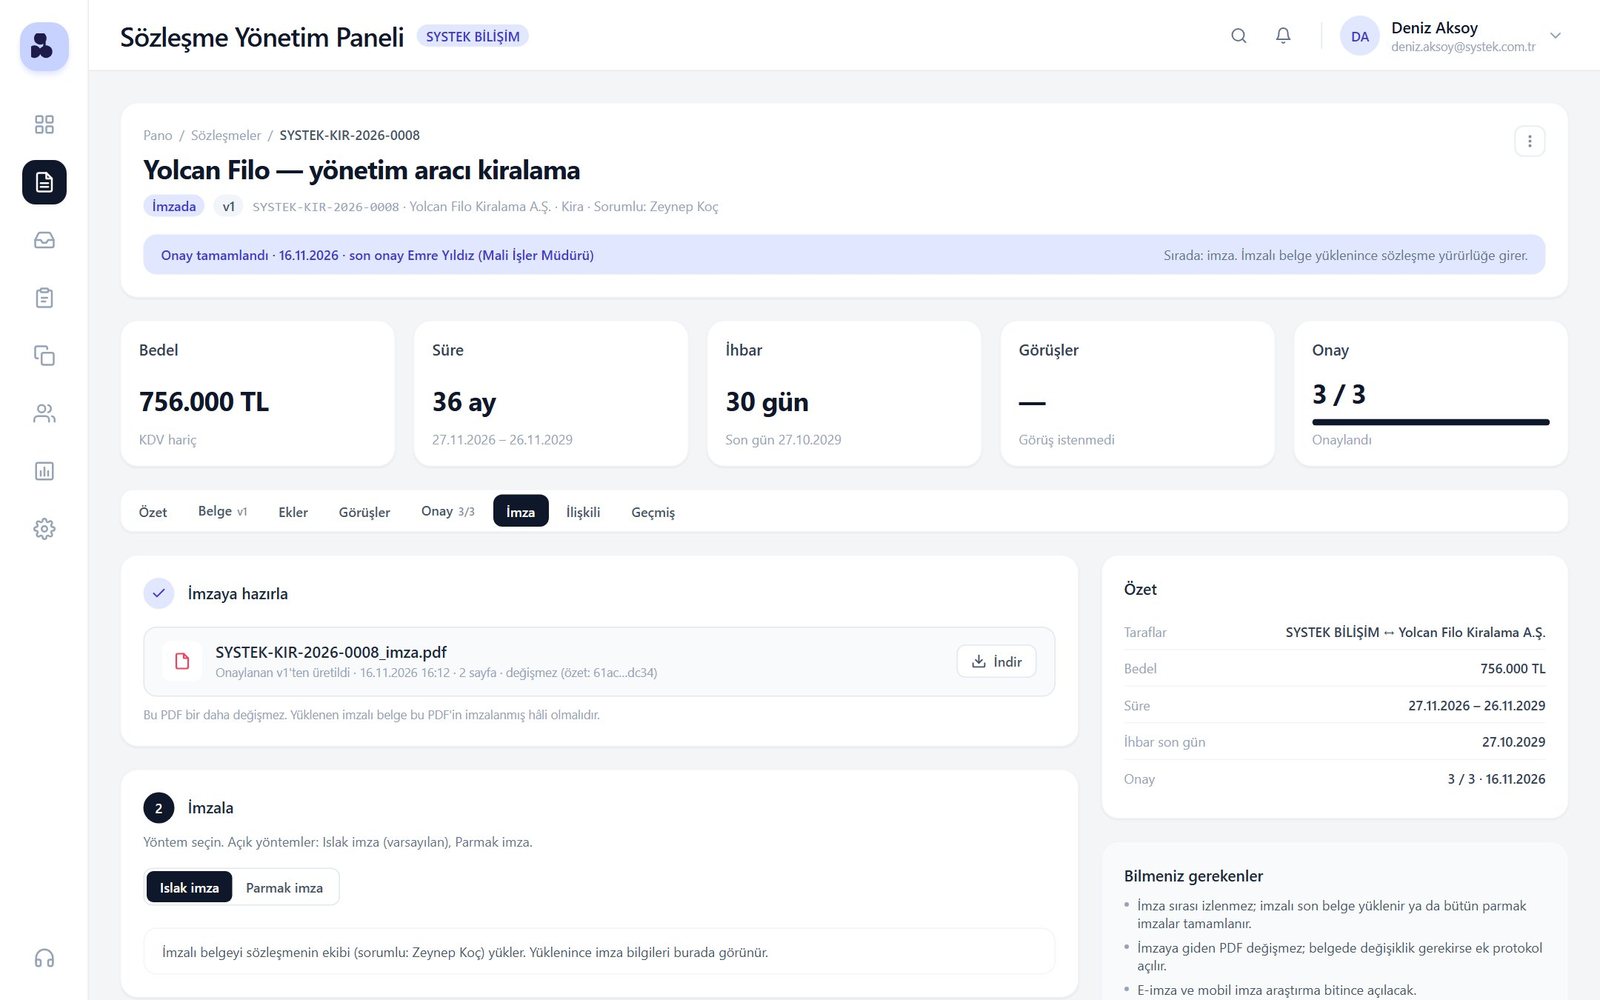 Sözleşme Yönetim Paneli SYSTEK BİLİŞİM
DA
Deniz Aksoy
deniz.aksoy@systek.com.tr
Pano / Sözleşmeler / SYSTEK-KIR-2026-0008
Yolcan Filo — yönetim aracı kiralama
İmzada v1 SYSTEK-KIR-2026-0008 · Yolcan Filo Kiralama A.Ş. · Kira · Sorumlu: Zeynep Koç
Onay tamamlandı · 16.11.2026 · son onay Emre Yıldız (Mali İşler Müdürü)
Sırada: imza. İmzalı belge yüklenince sözleşme yürürlüğe girer.
Bedel
756.000 TL
KDV hariç
Süre
36 ay
27.11.2026 – 26.11.2029
İhbar
30 gün
Son gün 27.10.2029
Görüşler
—
Görüş istenmedi
Onay
3 / 3
Onaylandı
Özet Belge v1 Ekler Görüşler Onay 3/3 İmza İlişkili Geçmiş
İmzaya hazırla
SYSTEK-KIR-2026-0008_imza.pdf
Onaylanan v1'ten üretildi · 16.11.2026 16:12 · 2 sayfa · değişmez (özet: 61ac…dc34)
İndir
Bu PDF bir daha değişmez. Yüklenen imzalı belge bu PDF'in imzalanmış hâli olmalıdır.
2 İmzala
Yöntem seçin. Açık yöntemler: Islak imza (varsayılan), Parmak imza.
Islak imza Parmak imza
İmzalı belgeyi sözleşmenin ekibi (sorumlu: Zeynep Koç) yükler. Yüklenince imza bilgileri burada görünür.
Özet
Taraflar SYSTEK BİLİŞİM ↔ Yolcan Filo Kiralama A.Ş.
Bedel 756.000 TL
Süre 27.11.2026 – 26.11.2029
İhbar son gün 27.10.2029
Onay 3 / 3 · 16.11.2026
Bilmeniz gerekenler
• İmza sırası izlenmez; imzalı son belge yüklenir ya da bütün parmak
imzalar tamamlanır.
• İmzaya giden PDF değişmez; belgede değişiklik gerekirse ek protokol
açılır.
• E-imza ve mobil imza araştırma bitince açılacak.